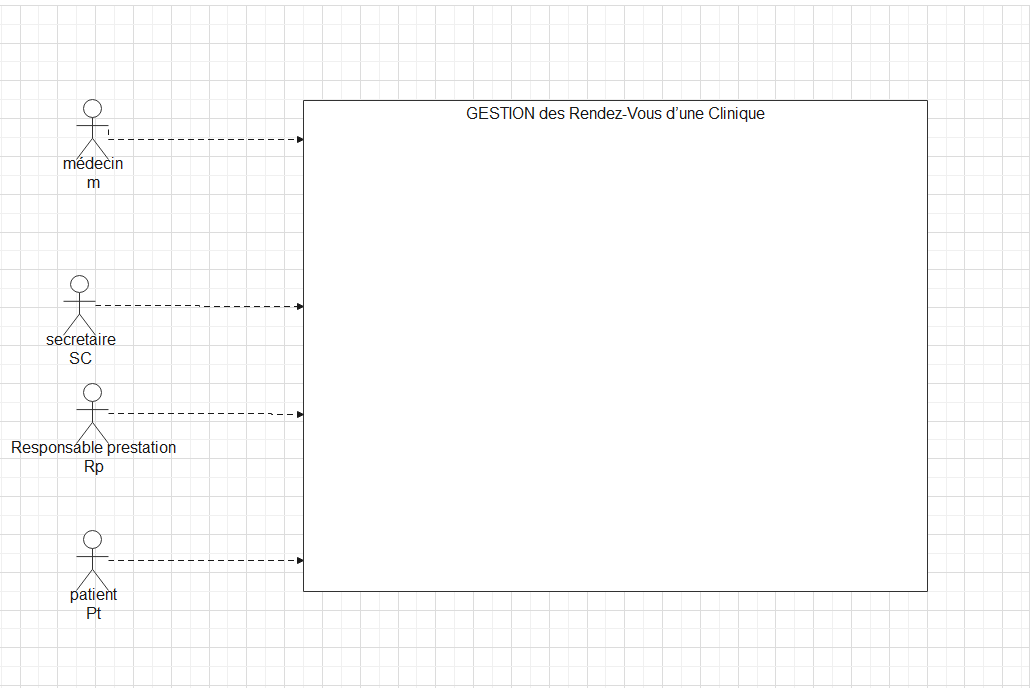 GESTION des Rendez-Vous d’une Clinique
médecin
m
secretaire
SC
Responsable prestation
Rp
patient
Pt